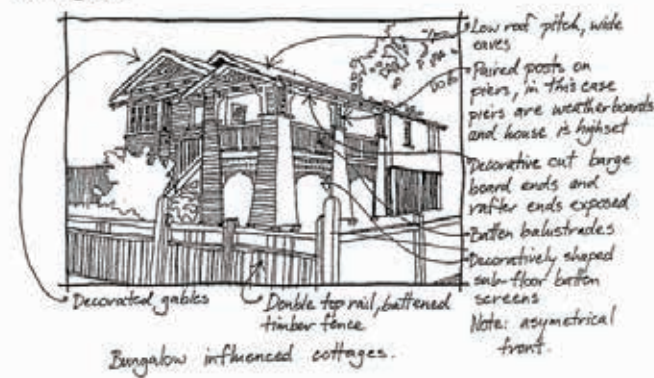 Low roof pitch, wide
eaves
Paired posts on
piers, in this case
piers are weatherboards
and house is highset
Decorative cut barge
board ends and
rafter ends exposed
Batten balustrades
Decoratively shaped
sub-floor batten
screens
Note: asymetrical
front.
Decorated gables
Double top rail, battened
timber fence
Bungalow influenced cottages.